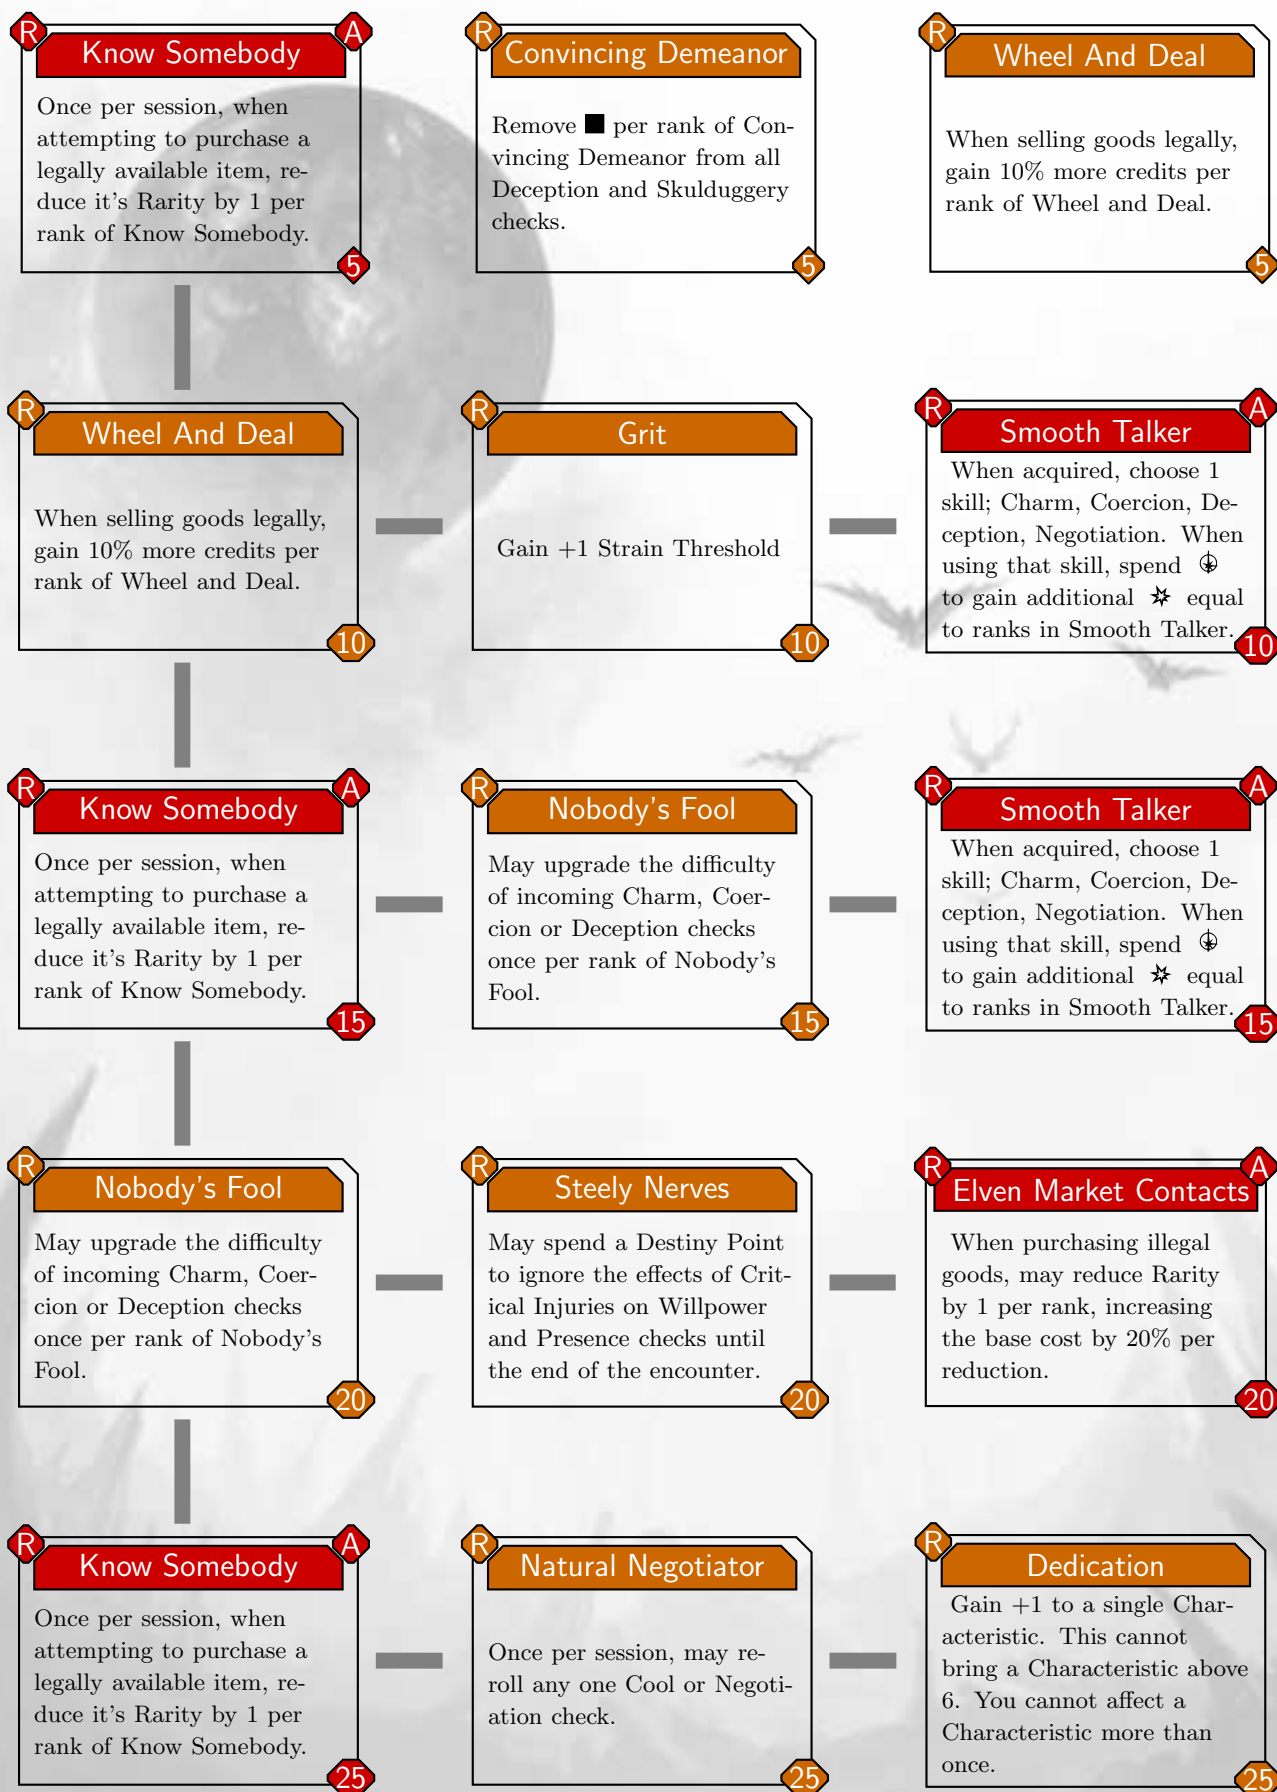 R
Know Somebody
A
Once per session, when
attempting to purchase a
legally available item, re-
duce it's Rarity by 1 per
rank of Know Somebody.
5
R
Convincing Demeanor
Remove ■ per rank of Con-
vincing Demeanor from all
Deception and Skulduggery
checks.
5
R
Wheel And Deal
When selling goods legally,
gain 10% more credits per
rank of Wheel and Deal.
5
R
Wheel And Deal
When selling goods legally,
gain 10% more credits per
rank of Wheel and Deal.
10
R
Grit
Gain +1 Strain Threshold
10
R
Smooth Talker
A
When acquired, choose 1
skill; Charm, Coercion, De-
ception, Negotiation. When
using that skill, spend
to gain additional equal
to ranks in Smooth Talker.
10
R
Know Somebody
A
Once per session, when
attempting to purchase a
legally available item, re-
duce it's Rarity by 1 per
rank of Know Somebody.
15
R
Nobody's Fool
May upgrade the difficulty
of incoming Charm, Coer-
cion or Deception checks
once per rank of Nobody's
Fool.
15
R
Smooth Talker
A
When acquired, choose 1
skill; Charm, Coercion, De-
ception, Negotiation. When
using that skill, spend
to gain additional equal
to ranks in Smooth Talker.
15
R
Nobody's Fool
May upgrade the difficulty
of incoming Charm, Coer-
cion or Deception checks
once per rank of Nobody's
Fool.
20
R
Steely Nerves
May spend a Destiny Point
to ignore the effects of Crit-
ical Injuries on Willpower
and Presence checks until
the end of the encounter.
20
R
Elven Market Contacts
A
When purchasing illegal
goods, may reduce Rarity
by 1 per rank, increasing
the base cost by 20% per
reduction.
20
R
Know Somebody
A
Once per session, when
attempting to purchase a
legally available item, re-
duce it's Rarity by 1 per
rank of Know Somebody.
25
R
Natural Negotiator
Once per session, may re-
roll any one Cool or Negoti-
ation check.
25
R
Dedication
Gain +1 to a single Char-
acteristic. This cannot
bring a Characteristic above
6. You cannot affect a
Characteristic more than
once.
25